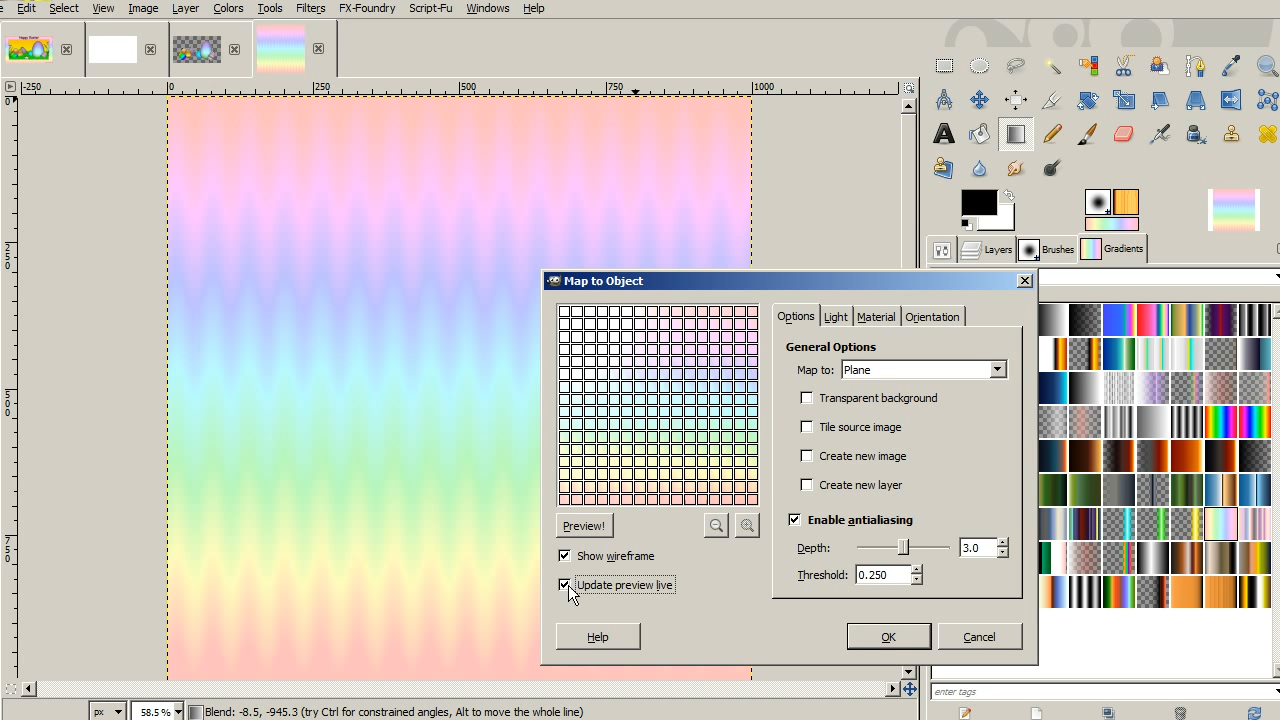 Edit Select View Image Layer Colors Tools Filters FX-Foundry Script-Fu Windows Help
-250 0 250 500 750 1000
0
250
500
750
Layers Brushes Gradients
Map to Object
Options Light Material Orientation
General Options
Map to: Plane
Transparent background
Tile source image
Create new image
Create new layer
Preview!
Enable antialiasing
Show wireframe
Depth: 3.0
Threshold: 0.250
Update preview live
Help OK Cancel
enter tags
px 58.5% Blend: -8.5, -945.3 (try Ctrl for constrained angles, Alt to move the whole line)